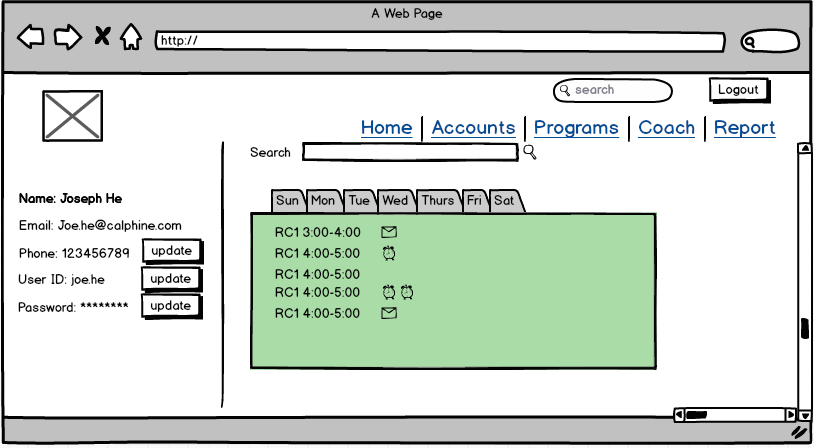 A Web Page
http://
search
Logout
Home Accounts Programs Coach Report
Search
Name: Joseph He
Email: Joe.he@calphine.com
Phone: 123456789 update
User ID: joe.he update
Password: ******** update
Sun Mon Tue Wed Thurs Fri Sat
RC1 3:00-4:00
RC1 4:00-5:00
RC1 4:00-5:00
RC1 4:00-5:00
RC1 4:00-5:00